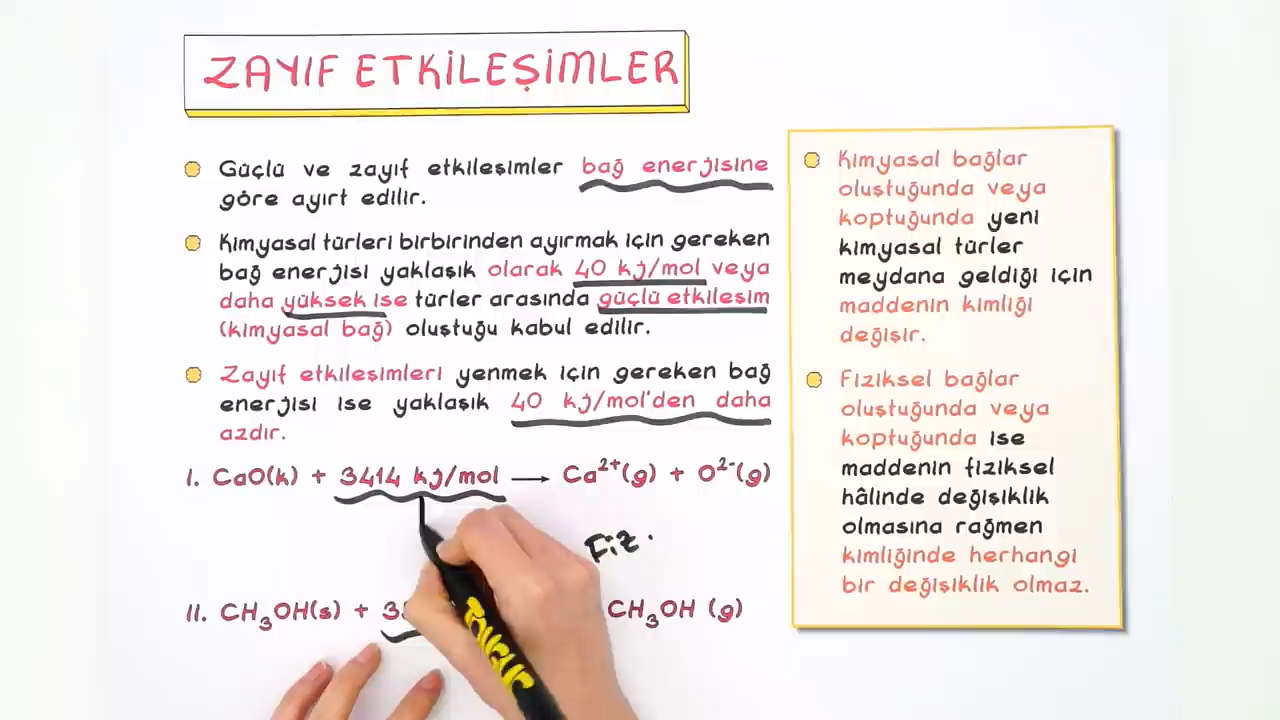 ZAYIF ETKİLEŞİMLER
Güçlü ve zayıf etkileşimler bağ enerjisine
göre ayırt edilir.
Kimyasal türleri birbirinden ayırmak için gereken
bağ enerjisi yaklaşık olarak 40 kj/mol veya
daha yüksek ise türler arasında güçlü etkileşim
(kimyasal bağ) oluştuğu kabul edilir.
Zayıf etkileşimleri yenmek için gereken bağ
enerjisi ise yaklaşık 40 kj/mol'den daha
azdır.
I. CaO(k) + 3414 kj/mol → Ca²⁺(g) + O²⁻(g)
Fiz.
II. CH₃OH(s) + CH₃OH (g)
Kimyasal bağlar
oluştuğunda veya
koptuğunda yeni
kimyasal türler
meydana geldiği için
maddenin kimliği
değişir.
Fiziksel bağlar
oluştuğunda veya
koptuğunda ise
maddenin fiziksel
hâlinde değişiklik
olmasına rağmen
kimliğinde herhangi
bir değişiklik olmaz.